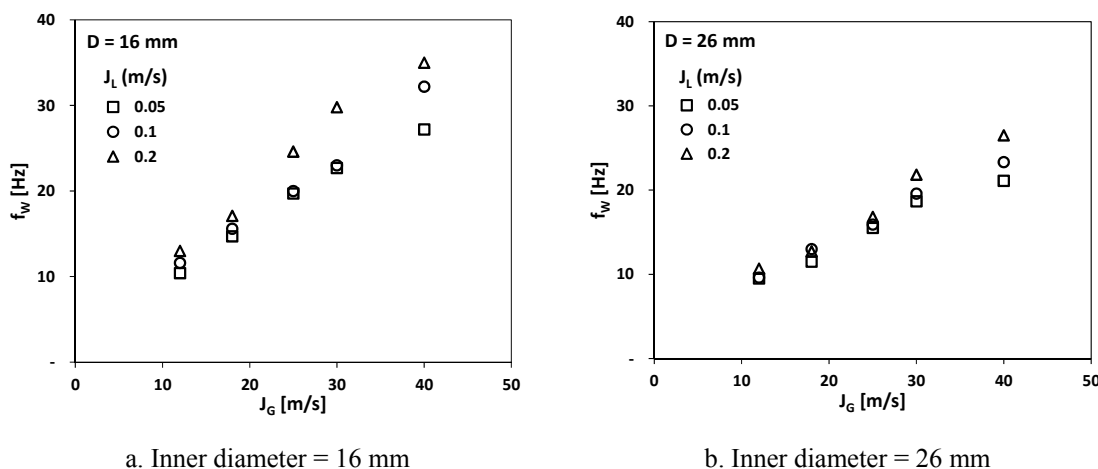 40
30
20
10
-
f_W [Hz]
D = 16 mm
J_L (m/s)
0.05
0.1
0.2
0 10 20 30 40 50
J_G [m/s]
a. Inner diameter = 16 mm
40
30
20
10
-
f_W [Hz]
D = 26 mm
J_L (m/s)
0.05
0.1
0.2
0 10 20 30 40 50
J_G [m/s]
b. Inner diameter = 26 mm